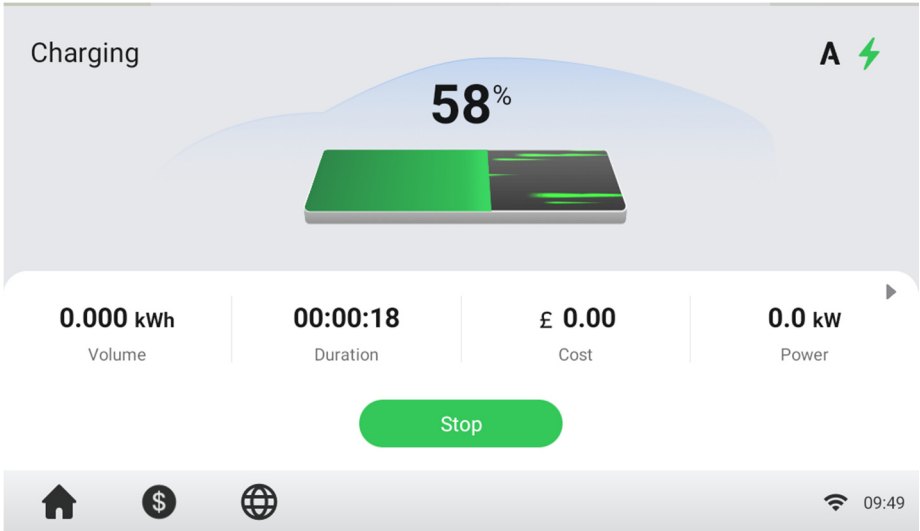 Charging
A
58%
0.000 kWh
Volume
00:00:18
Duration
£ 0.00
Cost
0.0 kW
Power
Stop
$
09:49